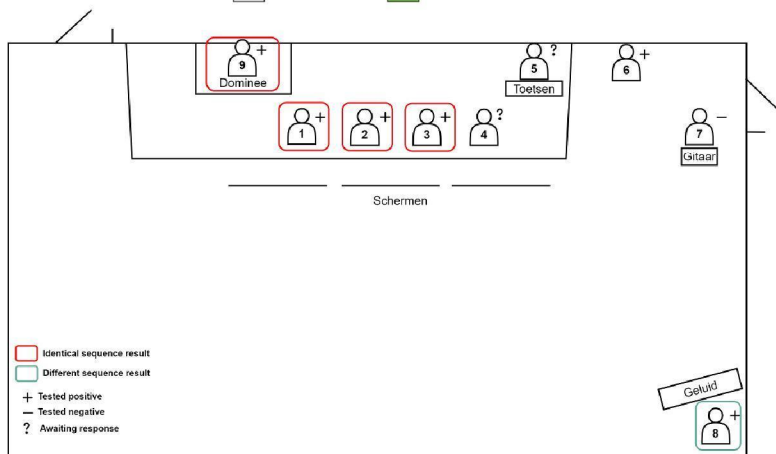 9 +
Dominee
5 ?
Toetsen
6 +
1 +
2 +
3 +
4 ?
7 −
Gitaar
Schermen
Identical sequence result
Different sequence result
+ Tested positive
− Tested negative
? Awaiting response
Geluid
8 +